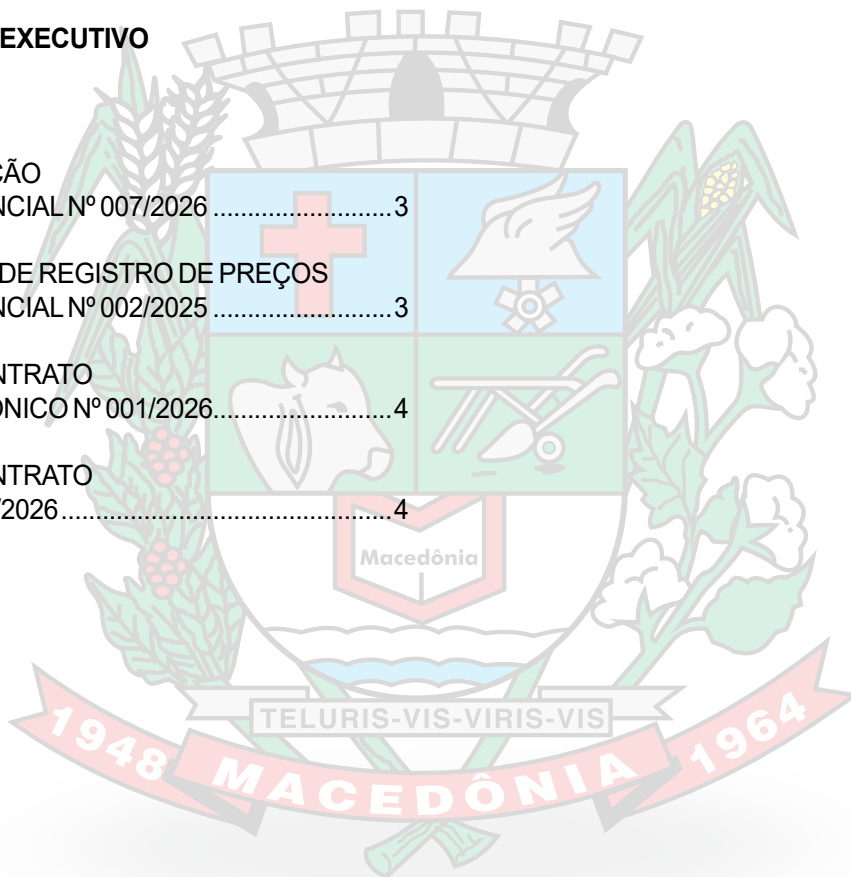 EXECUTIVO
ÇÃO
NCIAL Nº 007/2026 ..........................3
DE REGISTRO DE PREÇOS
NCIAL Nº 002/2025 ..........................3
NTRATO
ÔNICO Nº 001/2026..........................4
NTRATO
/2026................................................4
Macedônia
TELURIS-VIS-VIRIS-VIS
1948 MACEDÔNIA 1964